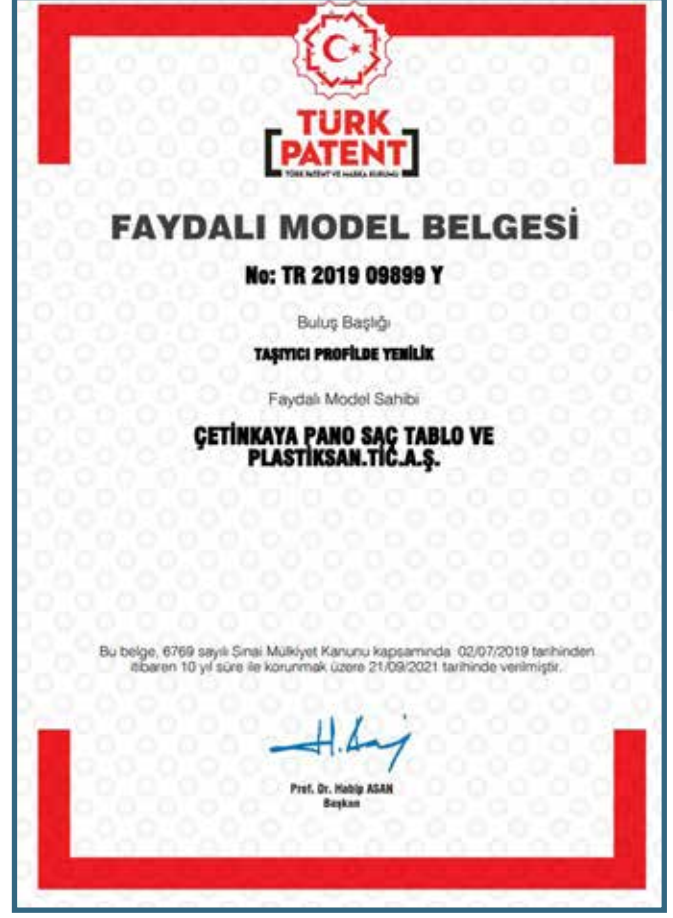 TÜRK
PATENT
TÜRK PATENT VE MARKA KURUMU
FAYDALI MODEL BELGESİ
No: TR 2019 09899 Y
Buluş Başlığı
TAŞIYICI PROFİLDE YENİLİK
Faydalı Model Sahibi
ÇETİNKAYA PANO SAÇ TABLO VE
PLASTİKSAN.TİC.A.Ş.
Bu belge, 6769 sayılı Sınai Mülkiyet Kanunu kapsamında 02/07/2019 tarihinden
itibaren 10 yıl süre ile korunmak üzere 21/09/2021 tarihinde verilmiştir.
Prof. Dr. Habip ASAN
Başkan